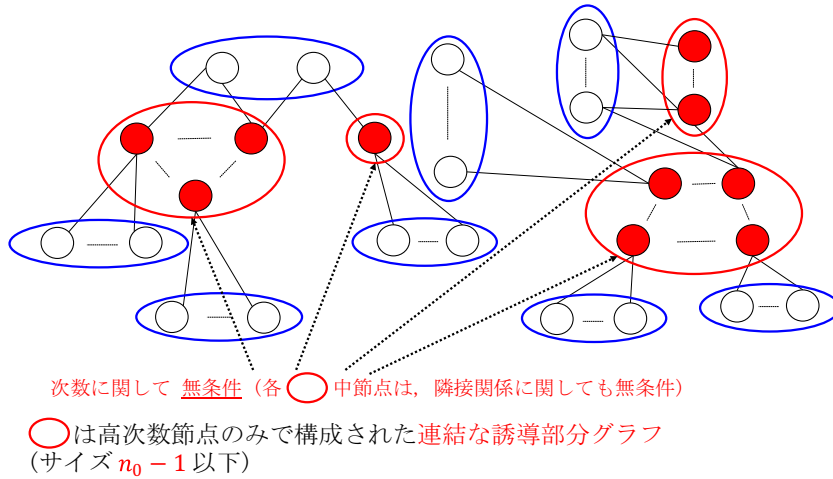 次数に関して 無条件 (各 中節点は, 隣接関係に関しても無条件)
は高次数節点のみで構成された連結な誘導部分グラフ
(サイズ n₀ − 1 以下)